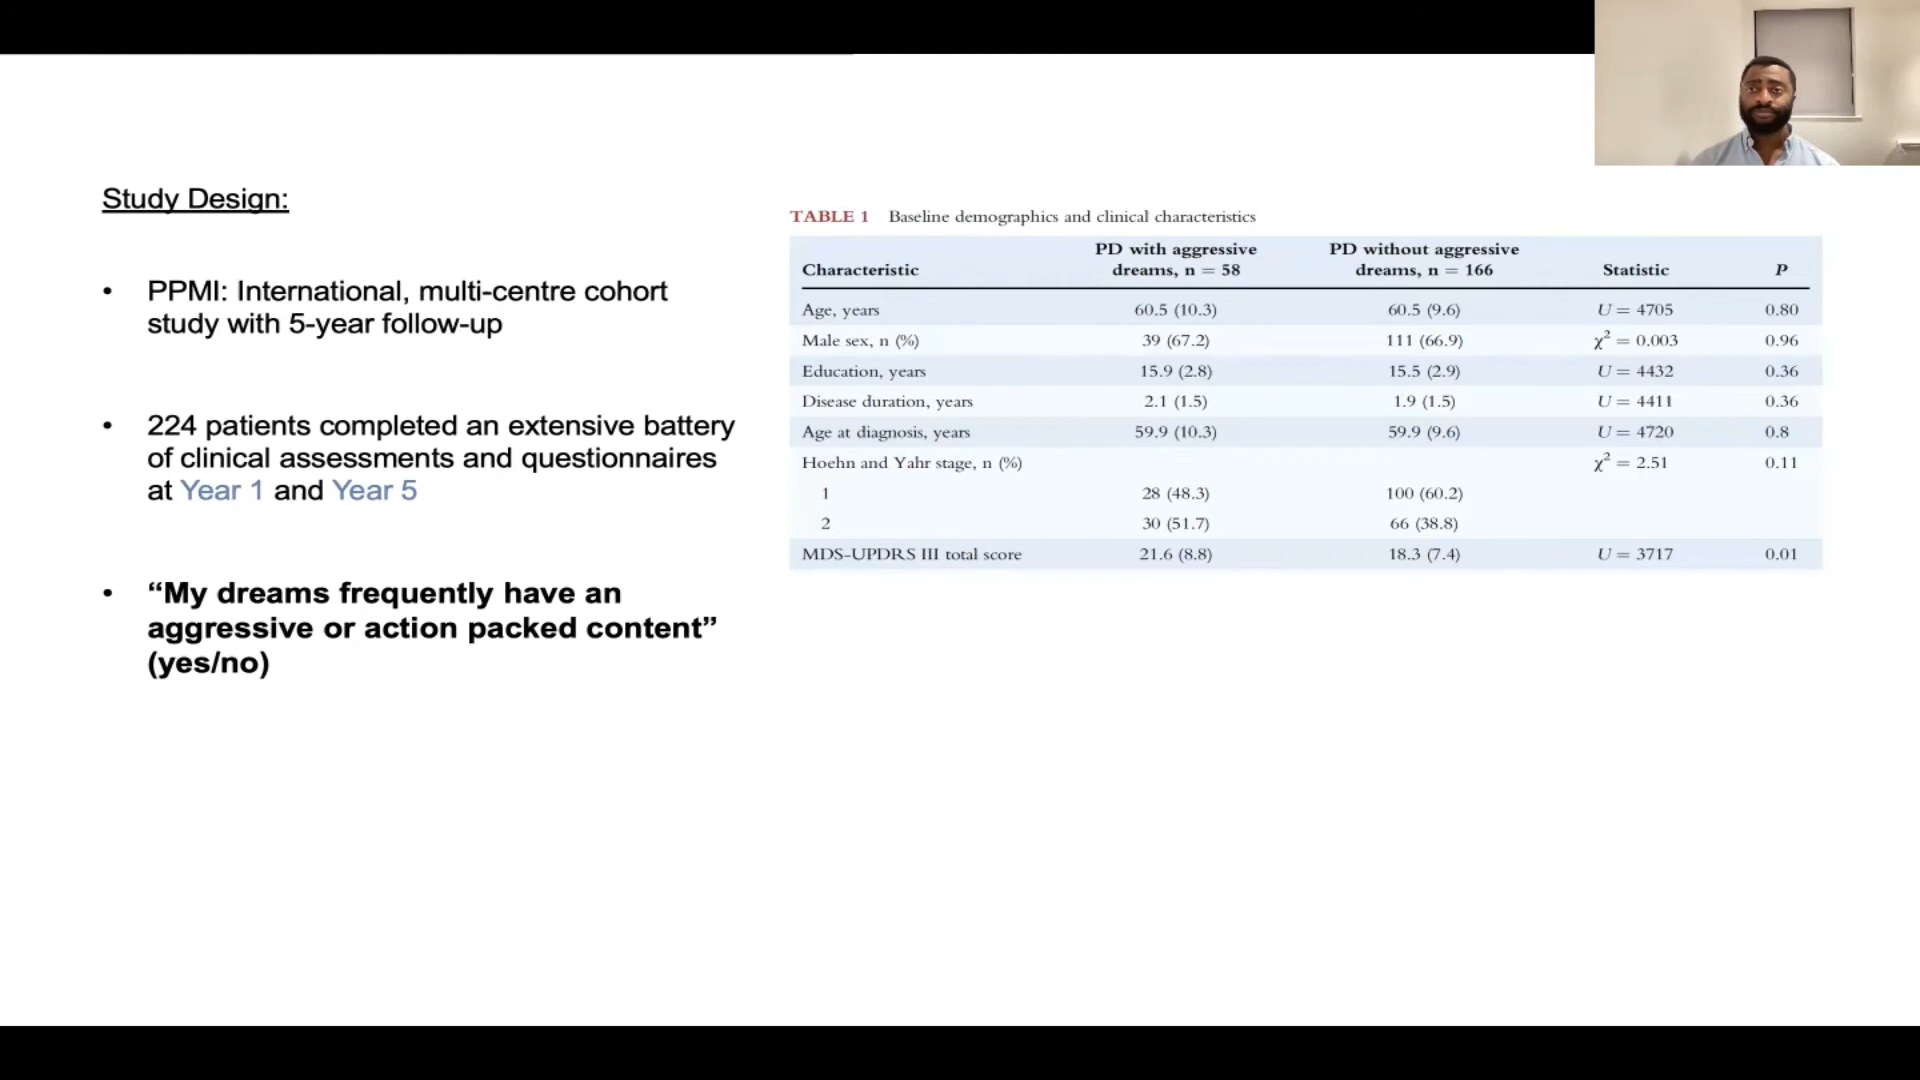 Study Design:
• PPMI: International, multi-centre cohort
study with 5-year follow-up
• 224 patients completed an extensive battery
of clinical assessments and questionnaires
at Year 1 and Year 5
• “My dreams frequently have an
aggressive or action packed content”
(yes/no)
TABLE 1 Baseline demographics and clinical characteristics
PD with aggressive PD without aggressive
Characteristic dreams, n = 58 dreams, n = 166 Statistic P
Age, years 60.5 (10.3) 60.5 (9.6) U = 4705 0.80
Male sex, n (%) 39 (67.2) 111 (66.9) χ² = 0.003 0.96
Education, years 15.9 (2.8) 15.5 (2.9) U = 4432 0.36
Disease duration, years 2.1 (1.5) 1.9 (1.5) U = 4411 0.36
Age at diagnosis, years 59.9 (10.3) 59.9 (9.6) U = 4720 0.8
Hoehn and Yahr stage, n (%) χ² = 2.51 0.11
1 28 (48.3) 100 (60.2)
2 30 (51.7) 66 (38.8)
MDS-UPDRS III total score 21.6 (8.8) 18.3 (7.4) U = 3717 0.01